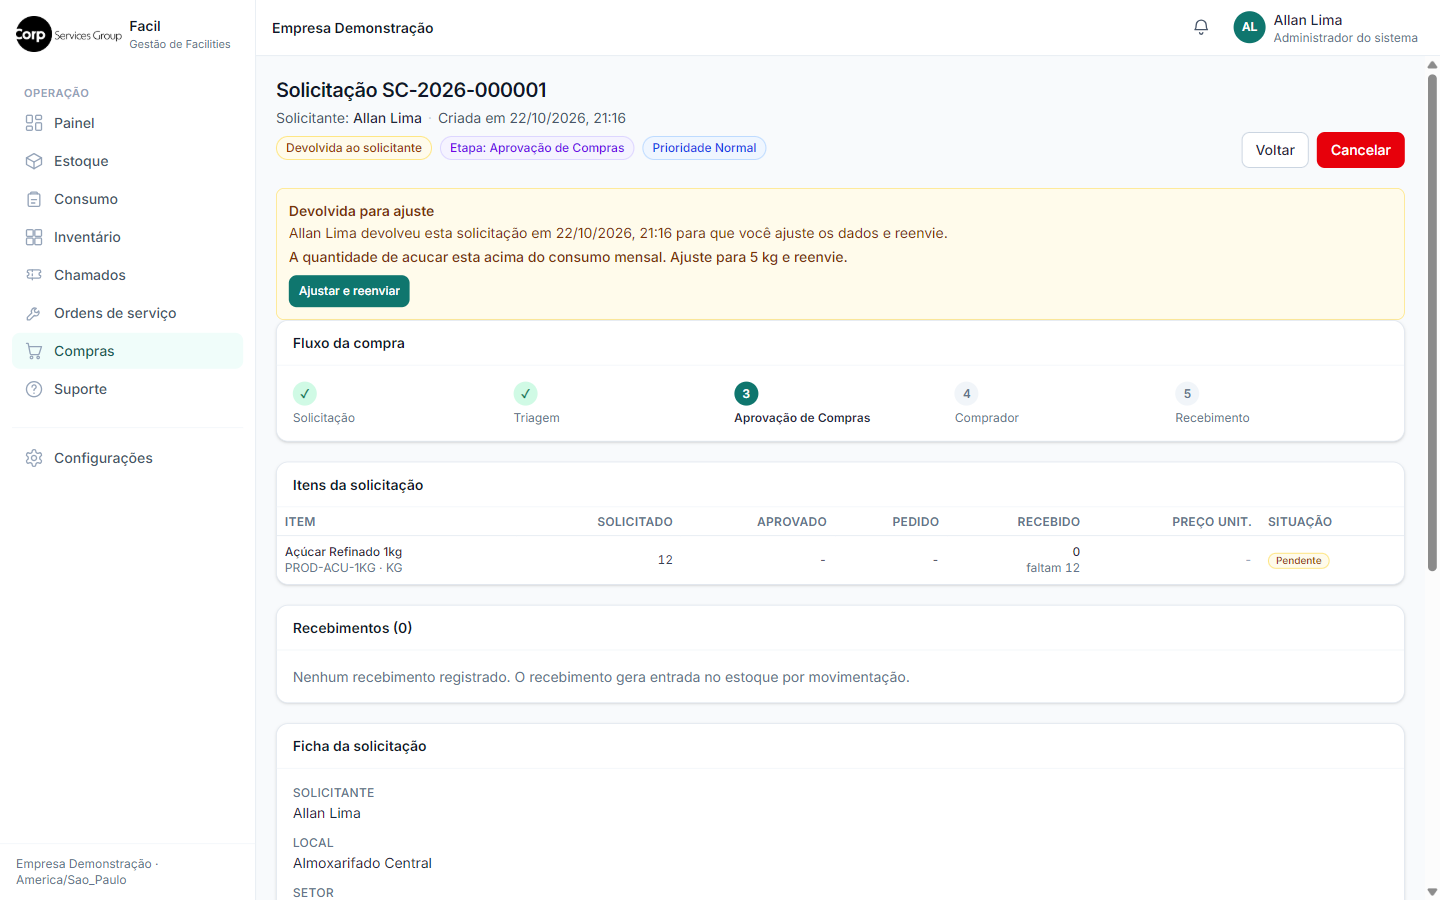 Corp Services Group
Facil
Gestão de Facilities
Empresa Demonstração
AL
Allan Lima
Administrador do sistema
OPERAÇÃO
Painel
Estoque
Consumo
Inventário
Chamados
Ordens de serviço
Compras
Suporte
Configurações
Empresa Demonstração ·
America/Sao_Paulo
Solicitação SC-2026-000001
Solicitante: Allan Lima · Criada em 22/10/2026, 21:16
Devolvida ao solicitante Etapa: Aprovação de Compras Prioridade Normal
Voltar Cancelar
Devolvida para ajuste
Allan Lima devolveu esta solicitação em 22/10/2026, 21:16 para que você ajuste os dados e reenvie.
A quantidade de acucar esta acima do consumo mensal. Ajuste para 5 kg e reenvie.
Ajustar e reenviar
Fluxo da compra
✓ ✓ 3 4 5
Solicitação Triagem Aprovação de Compras Comprador Recebimento
Itens da solicitação
ITEM SOLICITADO APROVADO PEDIDO RECEBIDO PREÇO UNIT. SITUAÇÃO
Açúcar Refinado 1kg 12 - - 0 - Pendente
PROD-ACU-1KG · KG faltam 12
Recebimentos (0)
Nenhum recebimento registrado. O recebimento gera entrada no estoque por movimentação.
Ficha da solicitação
SOLICITANTE
Allan Lima
LOCAL
Almoxarifado Central
SETOR